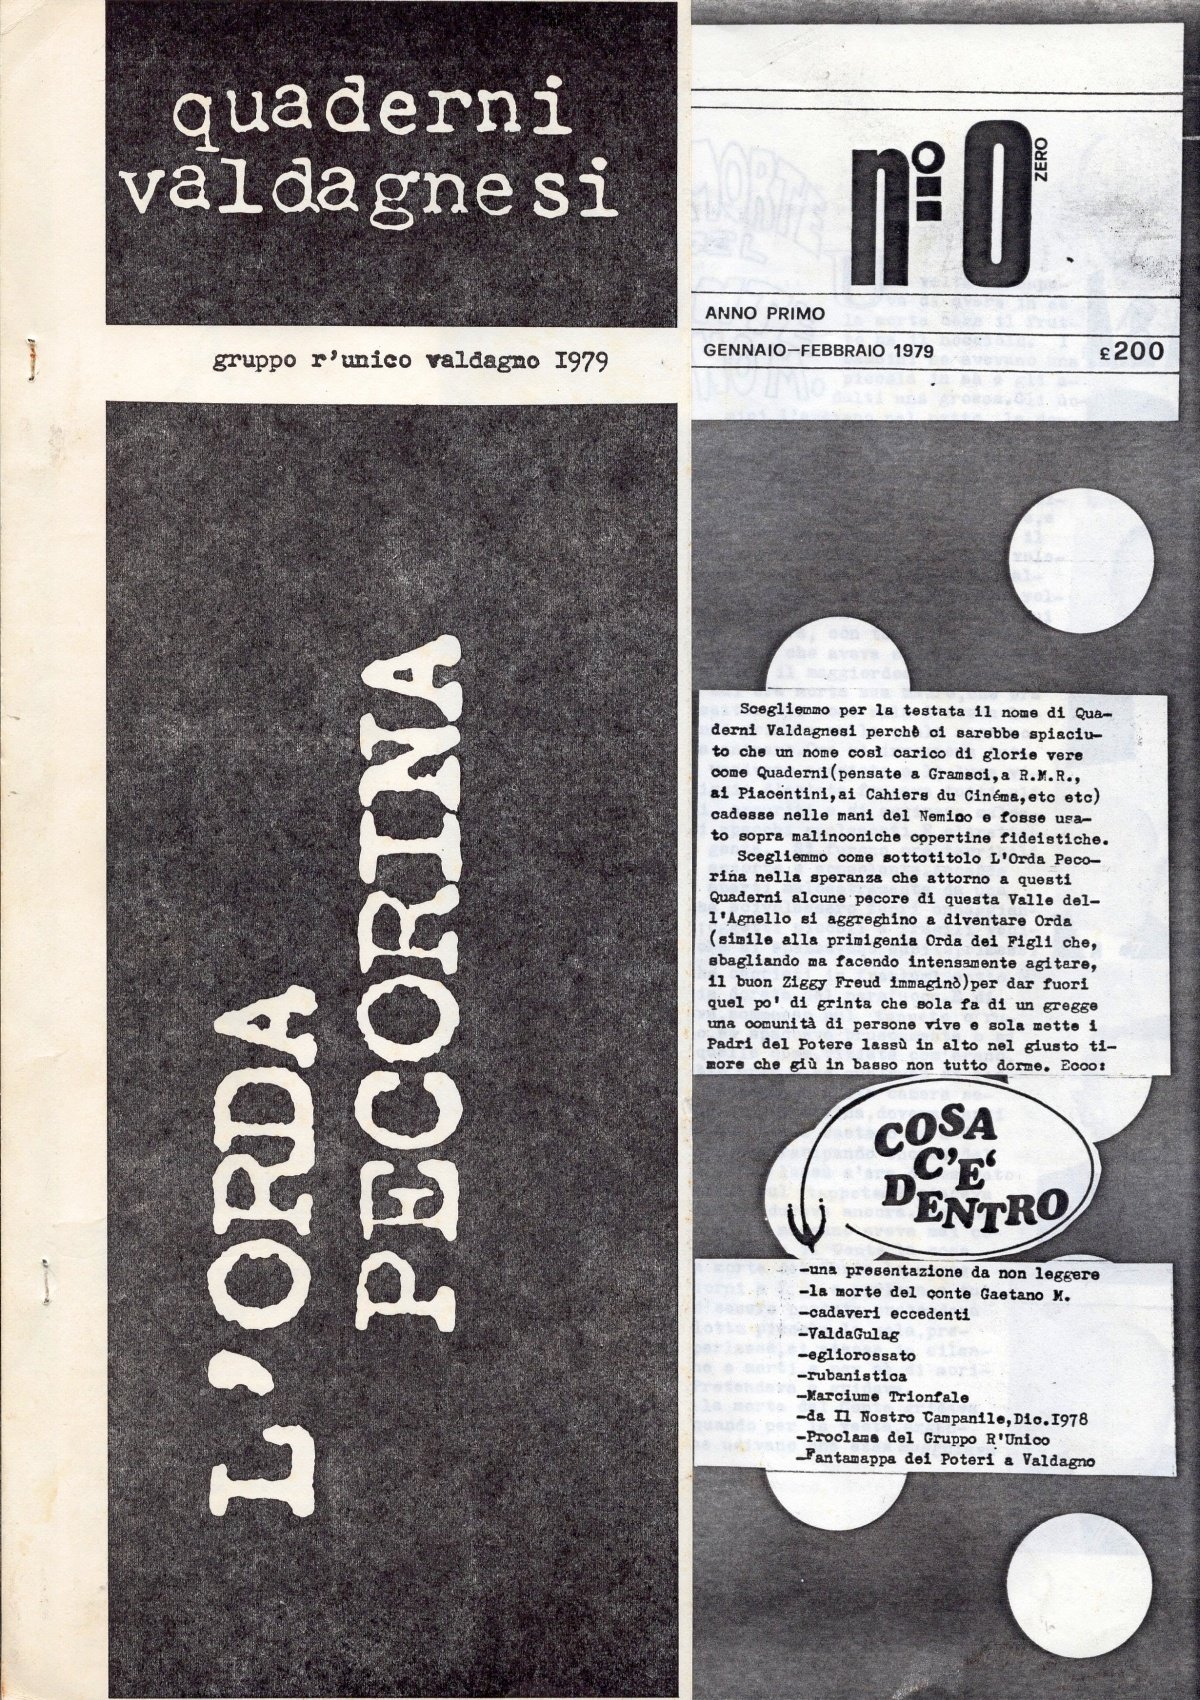 quaderni
valdagnesi
gruppo r'unico valdagno I979
L'ORDA
PECORINA
n° 0
ZERO
ANNO PRIMO
GENNAIO–FEBBRAIO 1979 £200
Scegliemmo per la testata il nome di Qua-
derni Valdagnesi perchè ci sarebbe spiaciu-
to che un nome così carico di glorie vere
come Quaderni(pensate a Gramsci,a R.M.R.,
ai Piacentini,ai Cahiers du Cinéma,etc etc)
cadesse nelle mani del Nemico e fosse usa-
to sopra malinconiche copertine fideistiche.
Scegliemmo come sottotitolo L'Orda Peco-
rina nella speranza che attorno a questi
Quaderni alcune pecore di questa Valle del-
l'Agnello si aggreghino a diventare Orda
(simile alla primigenia Orda dei Figli che,
sbagliando ma facendo intensamente agitare,
il buon Ziggy Freud immaginò)per dar fuori
quel po' di grinta che sola fa di un gregge
una comunità di persone vive e sola mette i
Padri del Potere lassù in alto nel giusto ti-
more che giù in basso non tutto dorme. Ecco:
COSA
C'E'
DENTRO
-una presentazione da non leggere
-la morte del conte Gaetano M.
-cadaveri eccedenti
-ValdaGulag
-egliorossato
-rubanistica
-Marciume Trionfale
-da Il Nostro Campanile,Dic.I978
-Proclama del Gruppo R'Unico
-Fantamappa dei Poteri a Valdagno